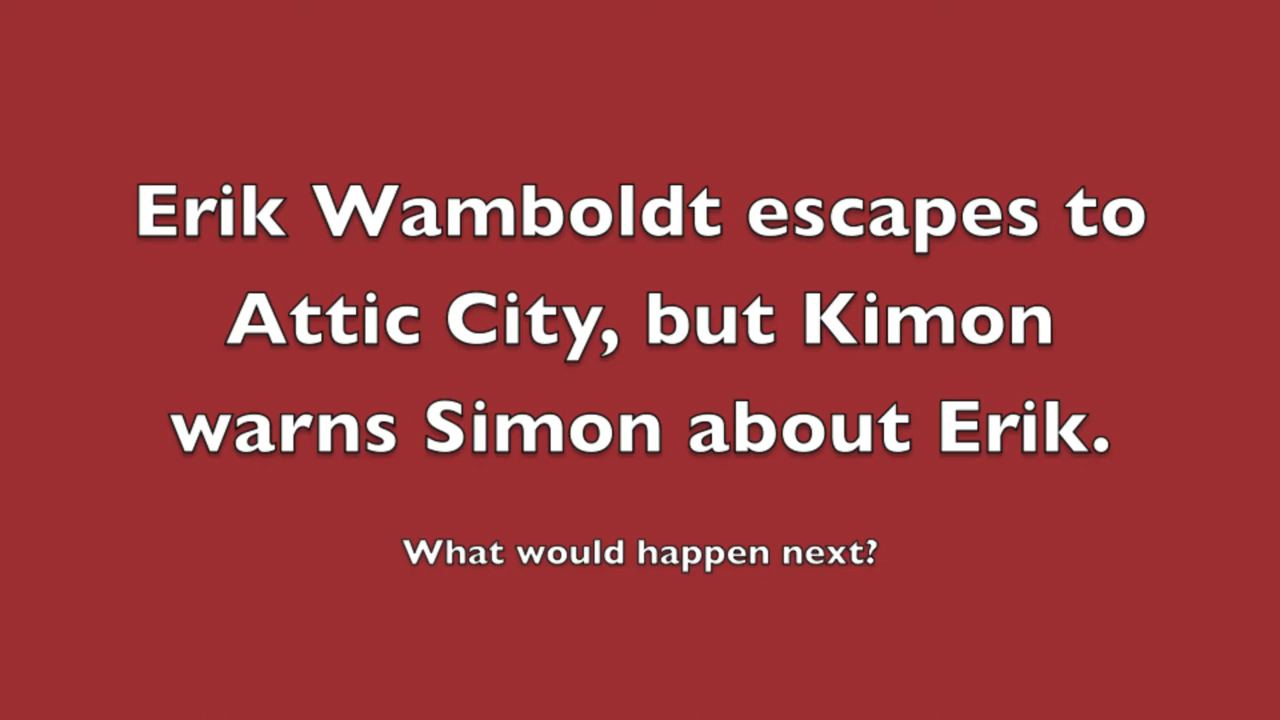 Erik Wamboldt escapes to
Attic City, but Kimon
warns Simon about Erik.
What would happen next?